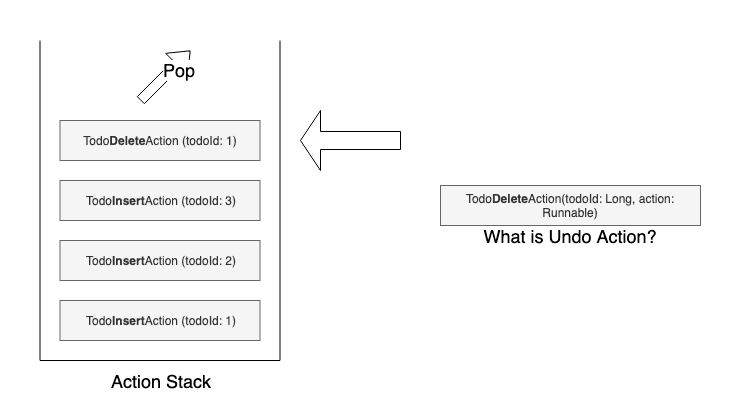 Pop
TodoDeleteAction (todoId: 1)
TodoInsertAction (todoId: 3)
TodoInsertAction (todoId: 2)
TodoInsertAction (todoId: 1)
Action Stack
TodoDeleteAction(todoId: Long, action:
Runnable)
What is Undo Action?